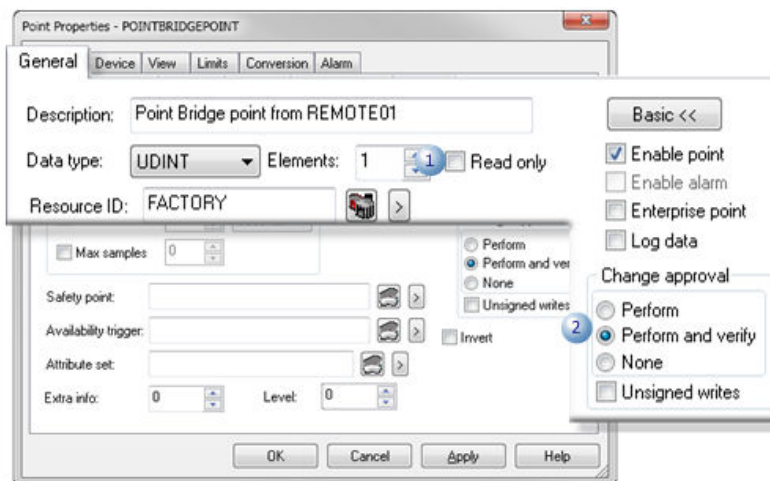 Point Properties - POINTBRIDGEPOINT
General Device View Limits Conversion Alarm
Description: Point Bridge point from REMOTE01
Data type: UDINT Elements: 1 1 Read only
Resource ID: FACTORY
Basic <<
Enable point
Enable alarm
Enterprise point
Log data
Change approval
Perform
2 Perform and verify
None
Unsigned writes
Max samples 0
Perform
Perform and
None
Unsigned writes
Safety point:
Availability trigger:
Invert
Attribute set:
Extra info: 0 Level: 0
OK Cancel Apply Help